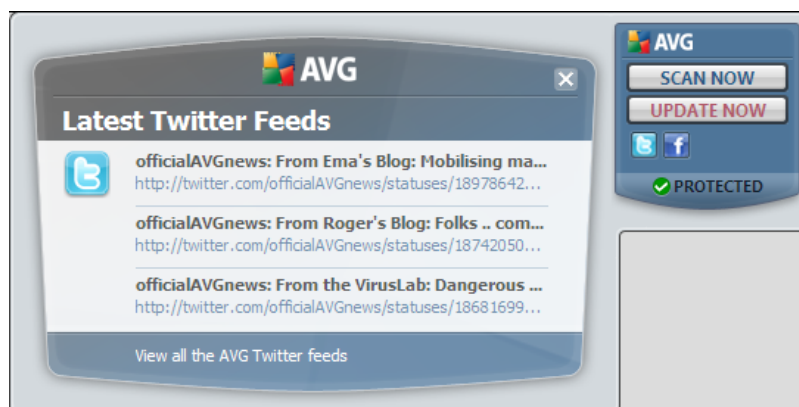 AVG
Latest Twitter Feeds
officialAVGnews: From Ema's Blog: Mobilising ma...
http://twitter.com/officialAVGnews/statuses/18978642...
officialAVGnews: From Roger's Blog: Folks .. com...
http://twitter.com/officialAVGnews/statuses/18742050...
officialAVGnews: From the VirusLab: Dangerous ...
http://twitter.com/officialAVGnews/statuses/18681699...
View all the AVG Twitter feeds
AVG
SCAN NOW
UPDATE NOW
PROTECTED